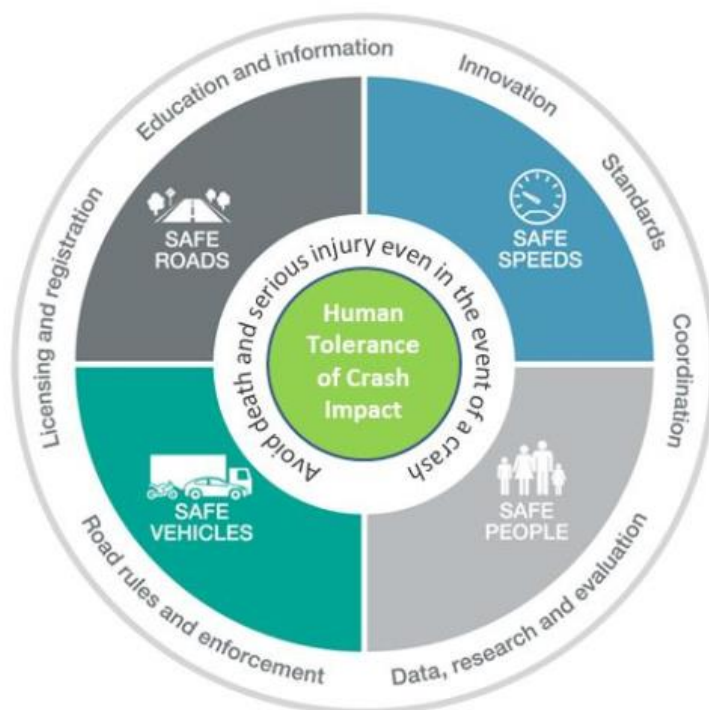 Education and information
Innovation
Standards
Coordination
Data, research and evaluation
Road rules and enforcement
Licensing and registration
SAFE
ROADS
SAFE
SPEEDS
SAFE
VEHICLES
SAFE
PEOPLE
Avoid death and serious injury even in the event of a crash
Human
Tolerance
of Crash
Impact